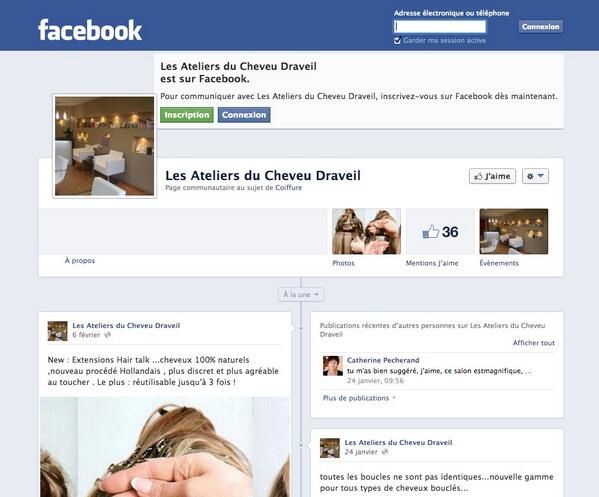 facebook
Adresse électronique ou téléphone
Garder ma session active
Connexion
Les Ateliers du Cheveu Draveil
est sur Facebook.
Pour communiquer avec Les Ateliers du Cheveu Draveil, inscrivez-vous sur Facebook dès maintenant.
Inscription
Connexion
Les Ateliers du Cheveu Draveil
Page communautaire au sujet de Coiffure
J'aime
À propos
Photos
36
Mentions J'aime
Évènements
À la une
Les Ateliers du Cheveu Draveil
6 février
New : Extensions Hair talk ...cheveux 100% naturels
,nouveau procédé Hollandais , plus discret et plus agréable
au toucher . Le plus : réutilisable jusqu'à 3 fois !
Publications récentes d'autres personnes sur Les Ateliers du Cheveu
Draveil
Afficher tout
Catherine Pecherand
tu m'as bien suggéré, j'aime, ce salon estmagnifique, ...
24 janvier, 09:56
Plus de publications
Les Ateliers du Cheveu Draveil
24 janvier
toutes les boucles ne sont pas identiques...nouvelle gamme
pour tous types de cheveux bouclés...